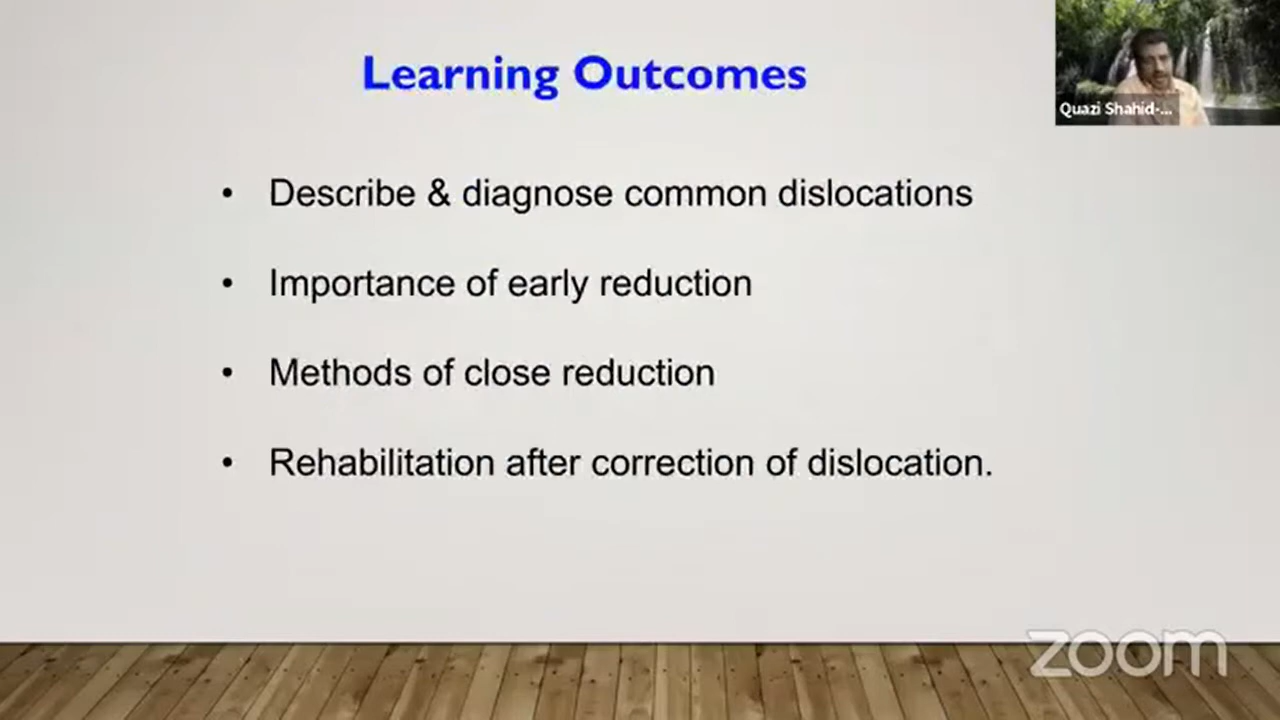 Learning Outcomes
Quazi Shahid-...
• Describe & diagnose common dislocations
• Importance of early reduction
• Methods of close reduction
• Rehabilitation after correction of dislocation.
zoom